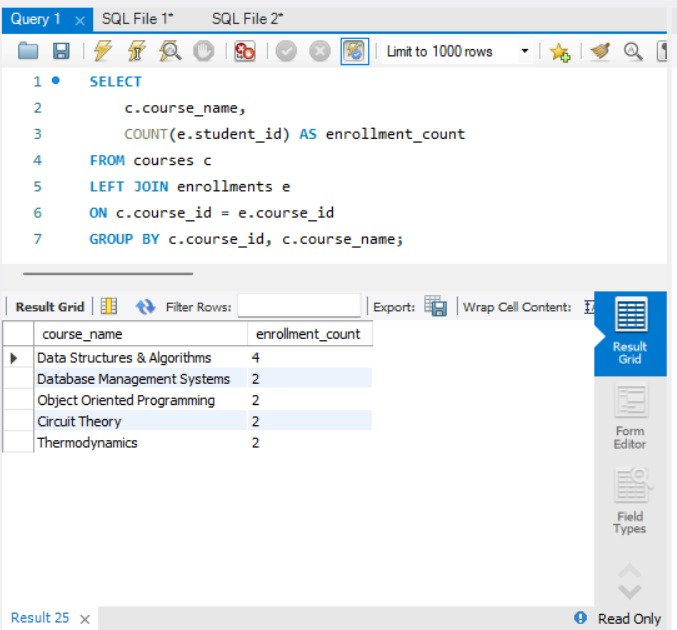 Query 1 SQL File 1* SQL File 2*
Limit to 1000 rows
1 SELECT
2 c.course_name,
3 COUNT(e.student_id) AS enrollment_count
4 FROM courses c
5 LEFT JOIN enrollments e
6 ON c.course_id = e.course_id
7 GROUP BY c.course_id, c.course_name;
Result Grid Filter Rows: Export: Wrap Cell Content:
course_name enrollment_count
Data Structures & Algorithms 4
Database Management Systems 2
Object Oriented Programming 2
Circuit Theory 2
Thermodynamics 2
Result
Grid
Form
Editor
Field
Types
Result 25 Read Only